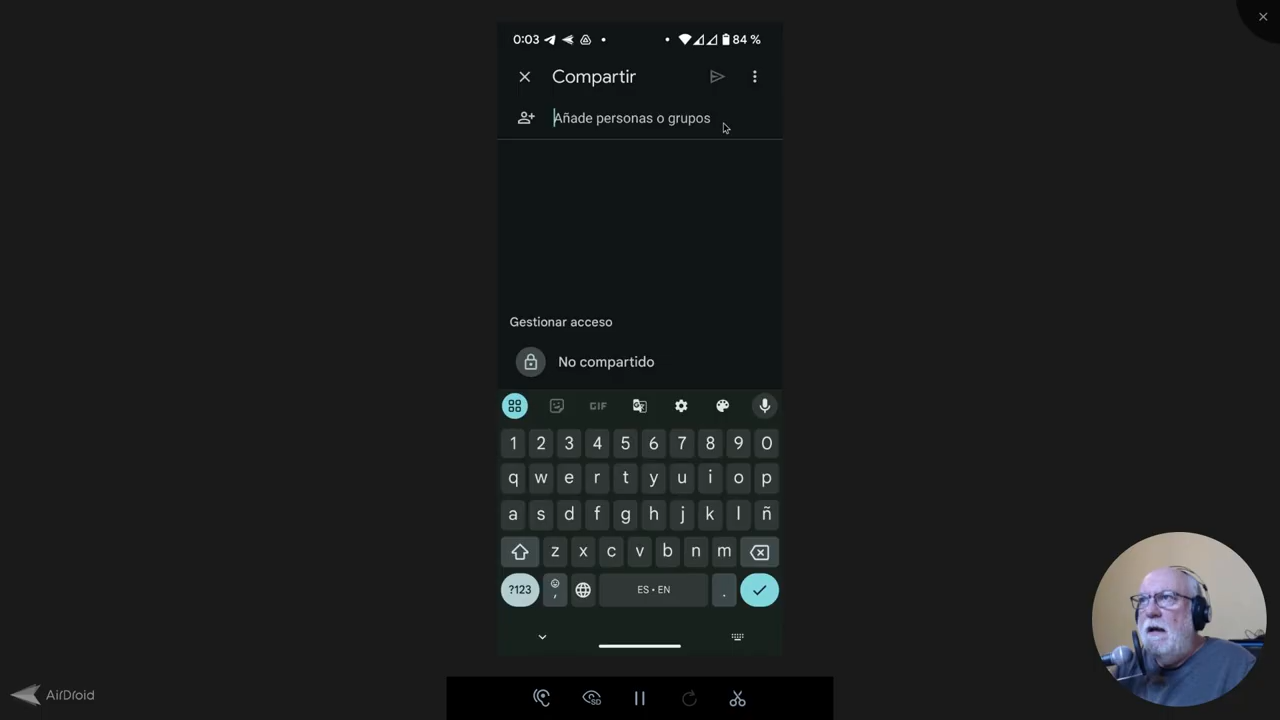 0:03 84 %
Compartir
Añade personas o grupos
Gestionar acceso
No compartido
GIF
1 2 3 4 5 6 7 8 9 0
q w e r t y u i o p
a s d f g h j k l ñ
z x c v b n m
?123 , ES • EN .
SD
AirDroid